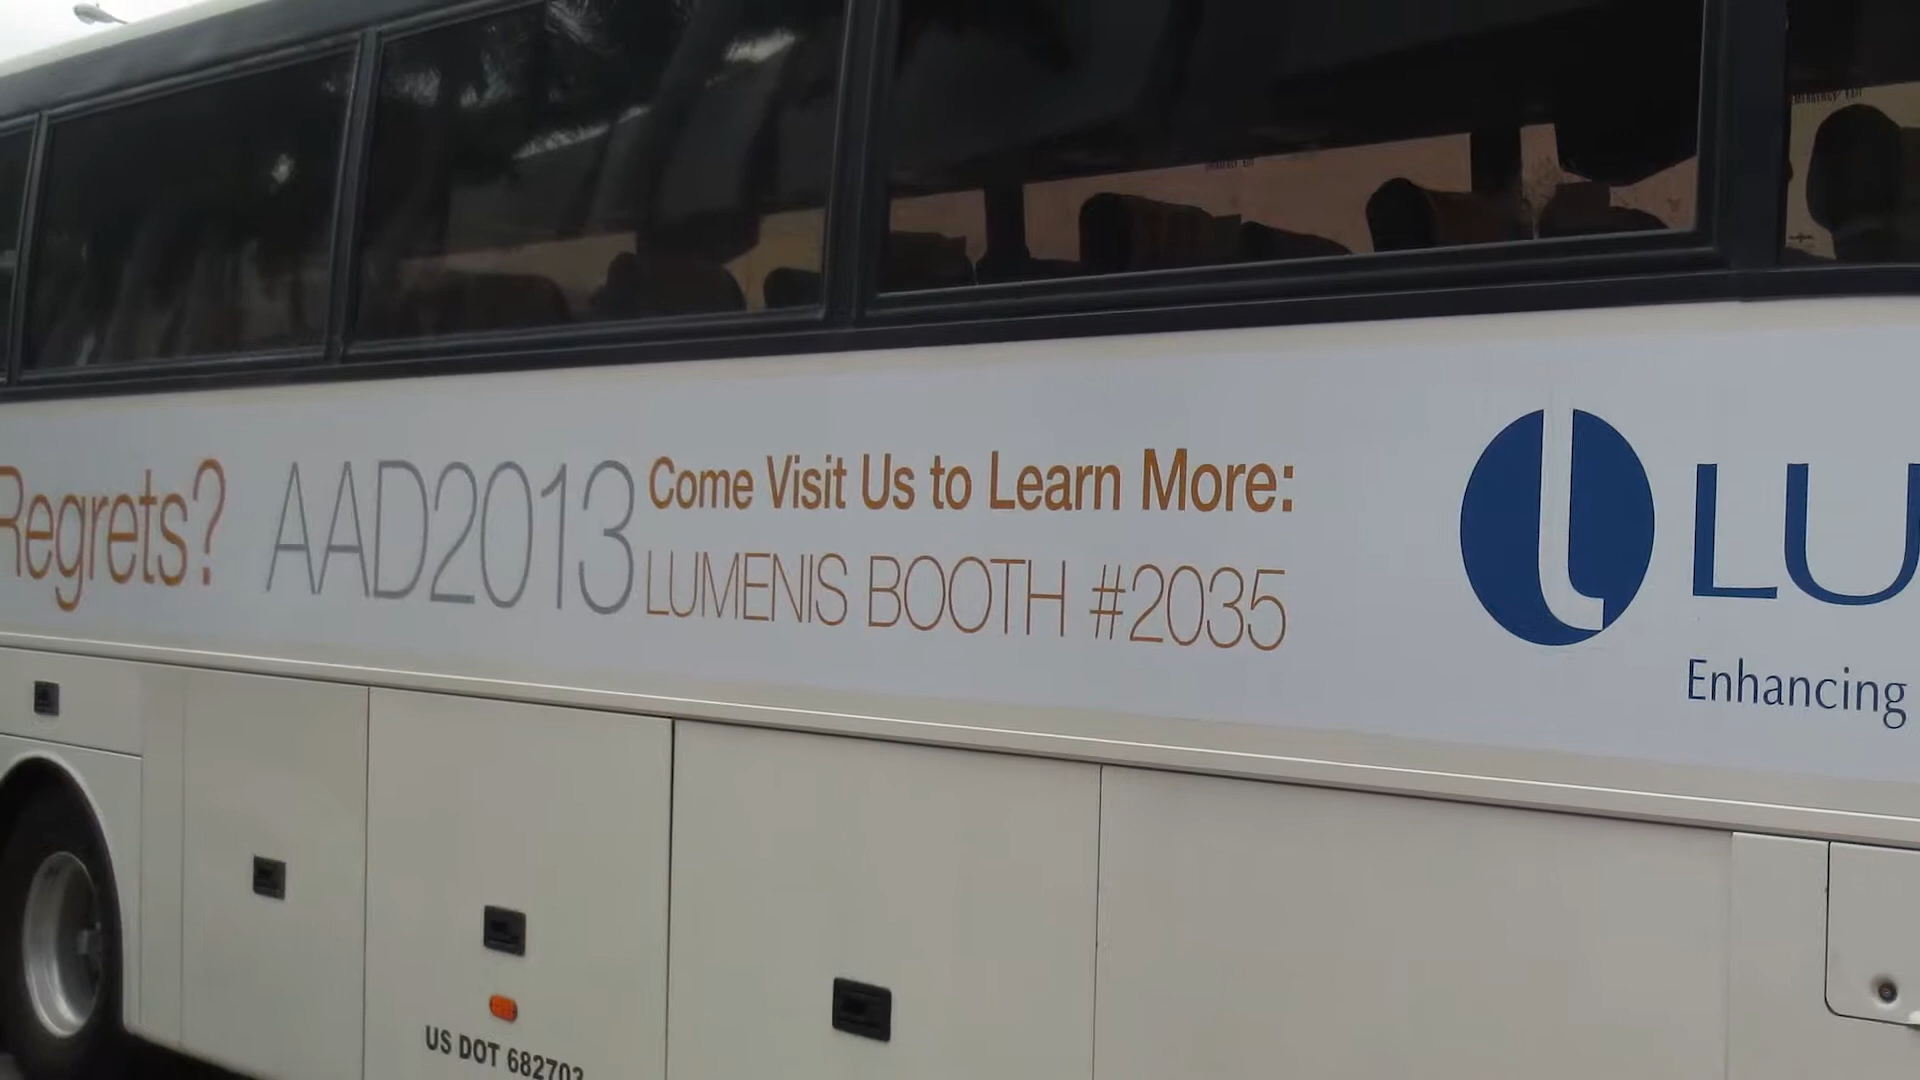 Regrets? AAD2013 Come Visit Us to Learn More:
LUMENIS BOOTH #2035
LU
Enhancing
US DOT 682703